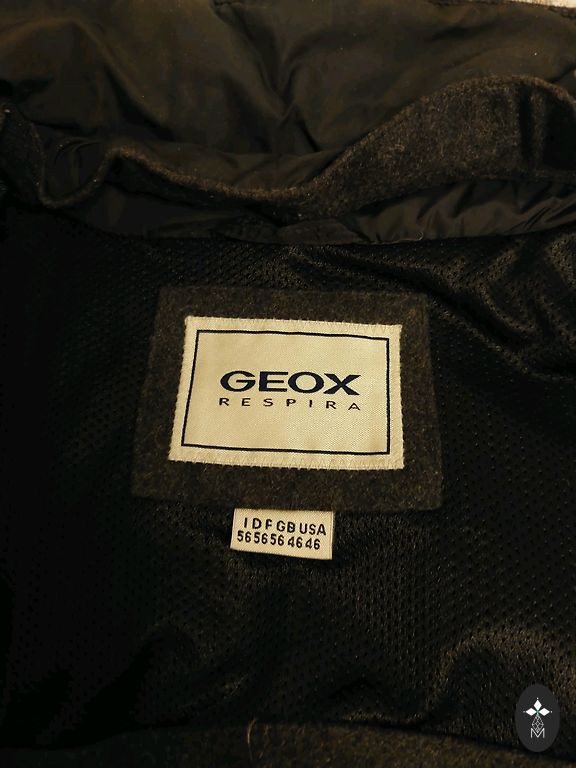 GEOX
RESPIRA
I D F GB USA
56 56 56 46 46